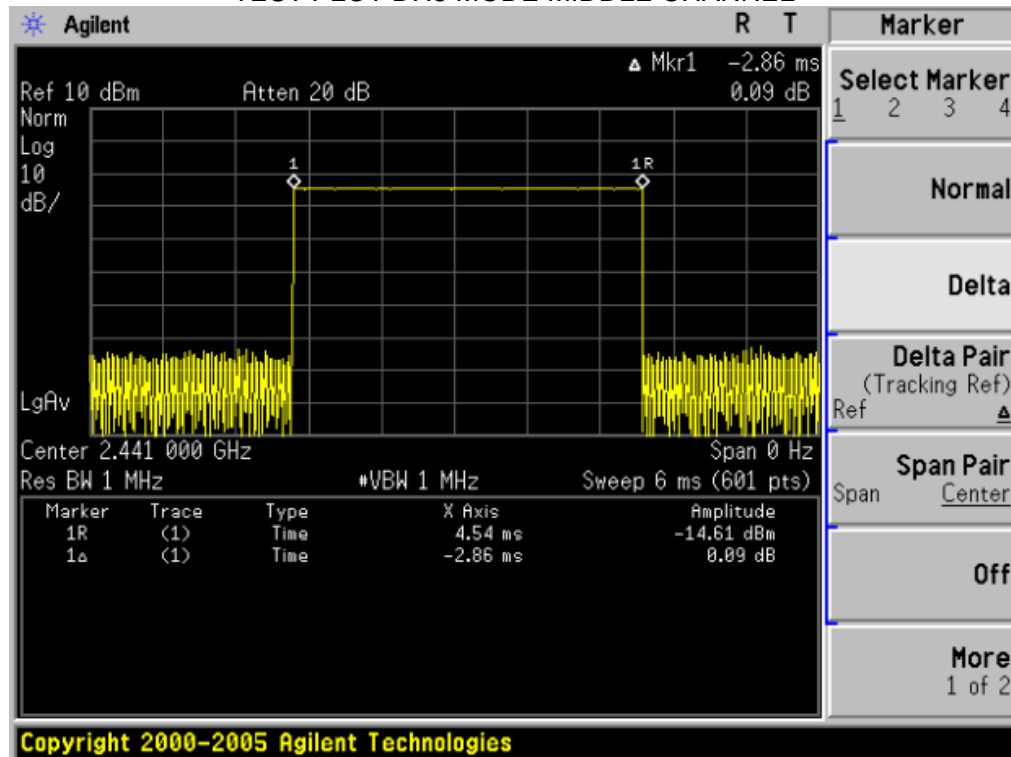 Agilent R T
Marker
▵ Mkr1 -2.86 ms
Ref 10 dBm Atten 20 dB 0.09 dB
Norm
Log
10
dB/
1
1R
LgAv
Center 2.441 000 GHz Span 0 Hz
Res BW 1 MHz #VBW 1 MHz Sweep 6 ms (601 pts)
Marker Trace Type X Axis Amplitude
1R (1) Time 4.54 ms -14.61 dBm
1▵ (1) Time -2.86 ms 0.09 dB
Select Marker
1 2 3 4
Normal
Delta
Delta Pair
(Tracking Ref)
Ref ▵
Span Pair
Span Center
Off
More
1 of 2
Copyright 2000-2005 Agilent Technologies